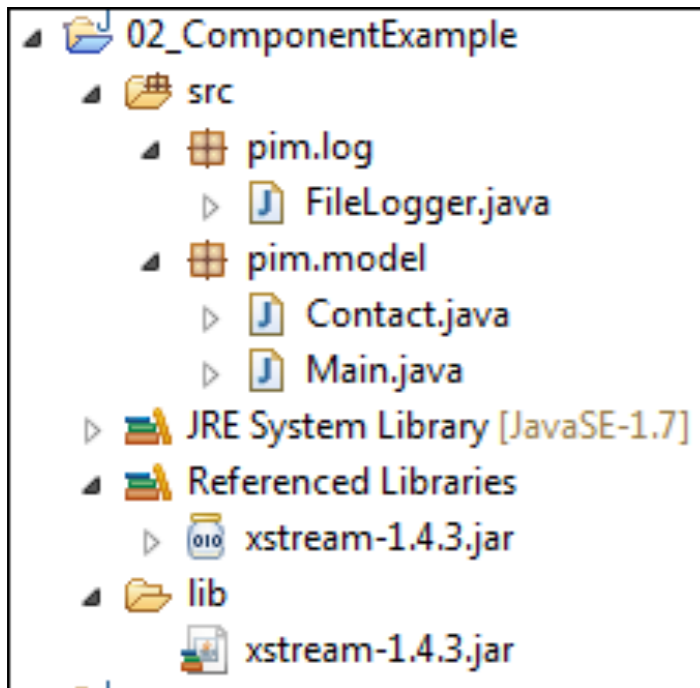 02_ComponentExample
src
pim.log
FileLogger.java
pim.model
Contact.java
Main.java
JRE System Library [JavaSE-1.7]
Referenced Libraries
xstream-1.4.3.jar
lib
xstream-1.4.3.jar